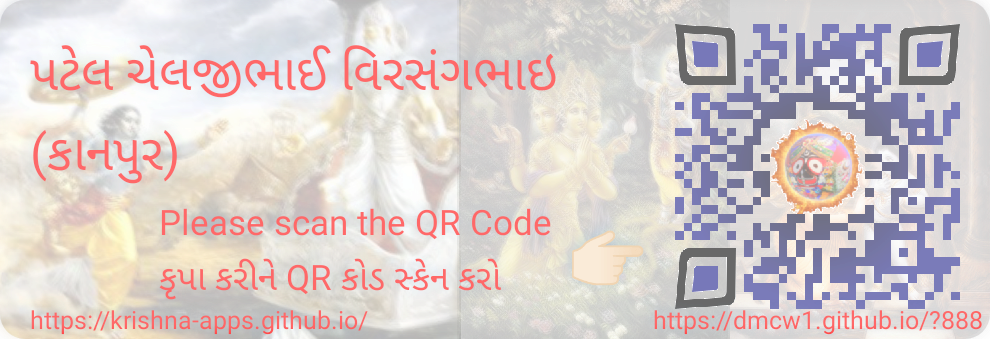 પટેલ ચેલજીભાઈ વિરસંગભાઇ
(કાનપુર)
Please scan the QR Code
કૃપા કરીને QR કોડ સ્કેન કરો
https://krishna-apps.github.io/
https://dmcw1.github.io/?888